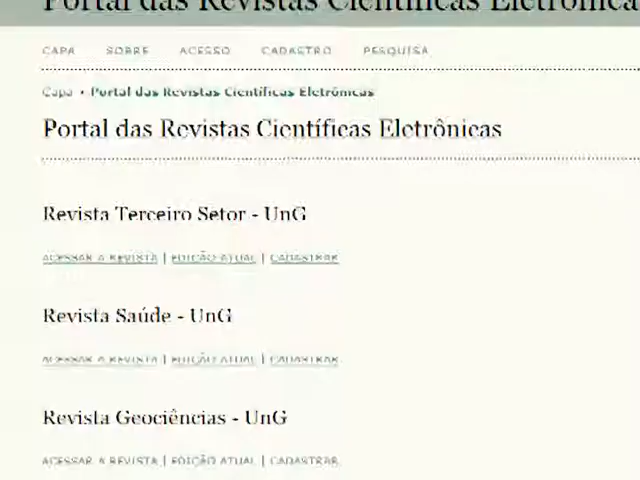 Portal das Revistas Científicas Eletrônica
CAPA SOBRE ACESSO CADASTRO PESQUISA
Capa • Portal das Revistas Científicas Eletrônicas
Portal das Revistas Científicas Eletrônicas
Revista Terceiro Setor - UnG
ACESSAR A REVISTA | EDIÇÃO ATUAL | CADASTRAR
Revista Saúde - UnG
ACESSAR A REVISTA | EDIÇÃO ATUAL | CADASTRAR
Revista Geociências - UnG
ACESSAR A REVISTA | EDIÇÃO ATUAL | CADASTRAR